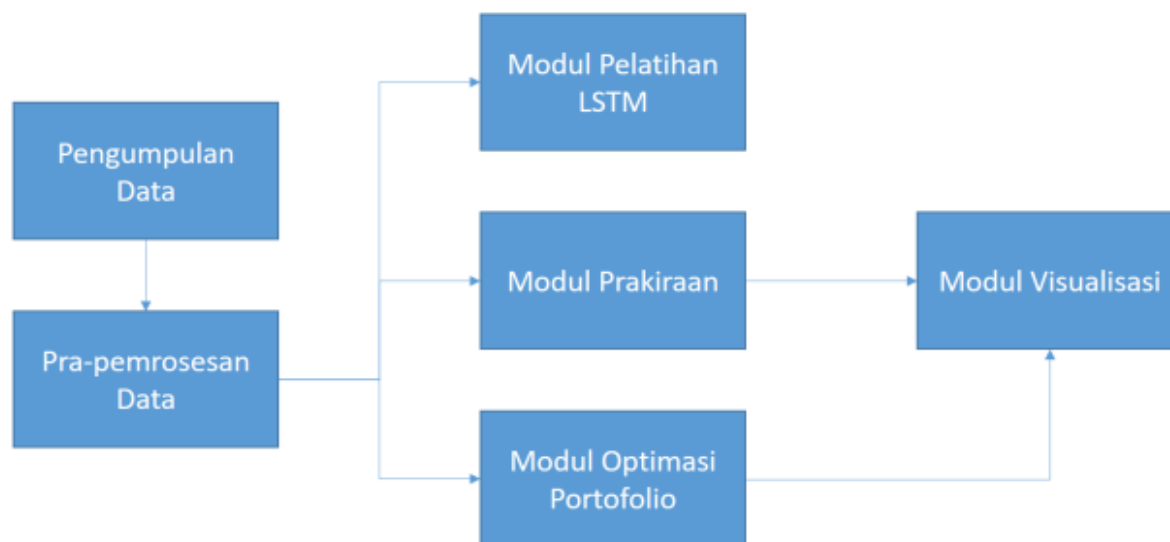 Pengumpulan
Data
Pra-pemrosesan
Data
Modul Pelatihan
LSTM
Modul Prakiraan
Modul Optimasi
Portofolio
Modul Visualisasi